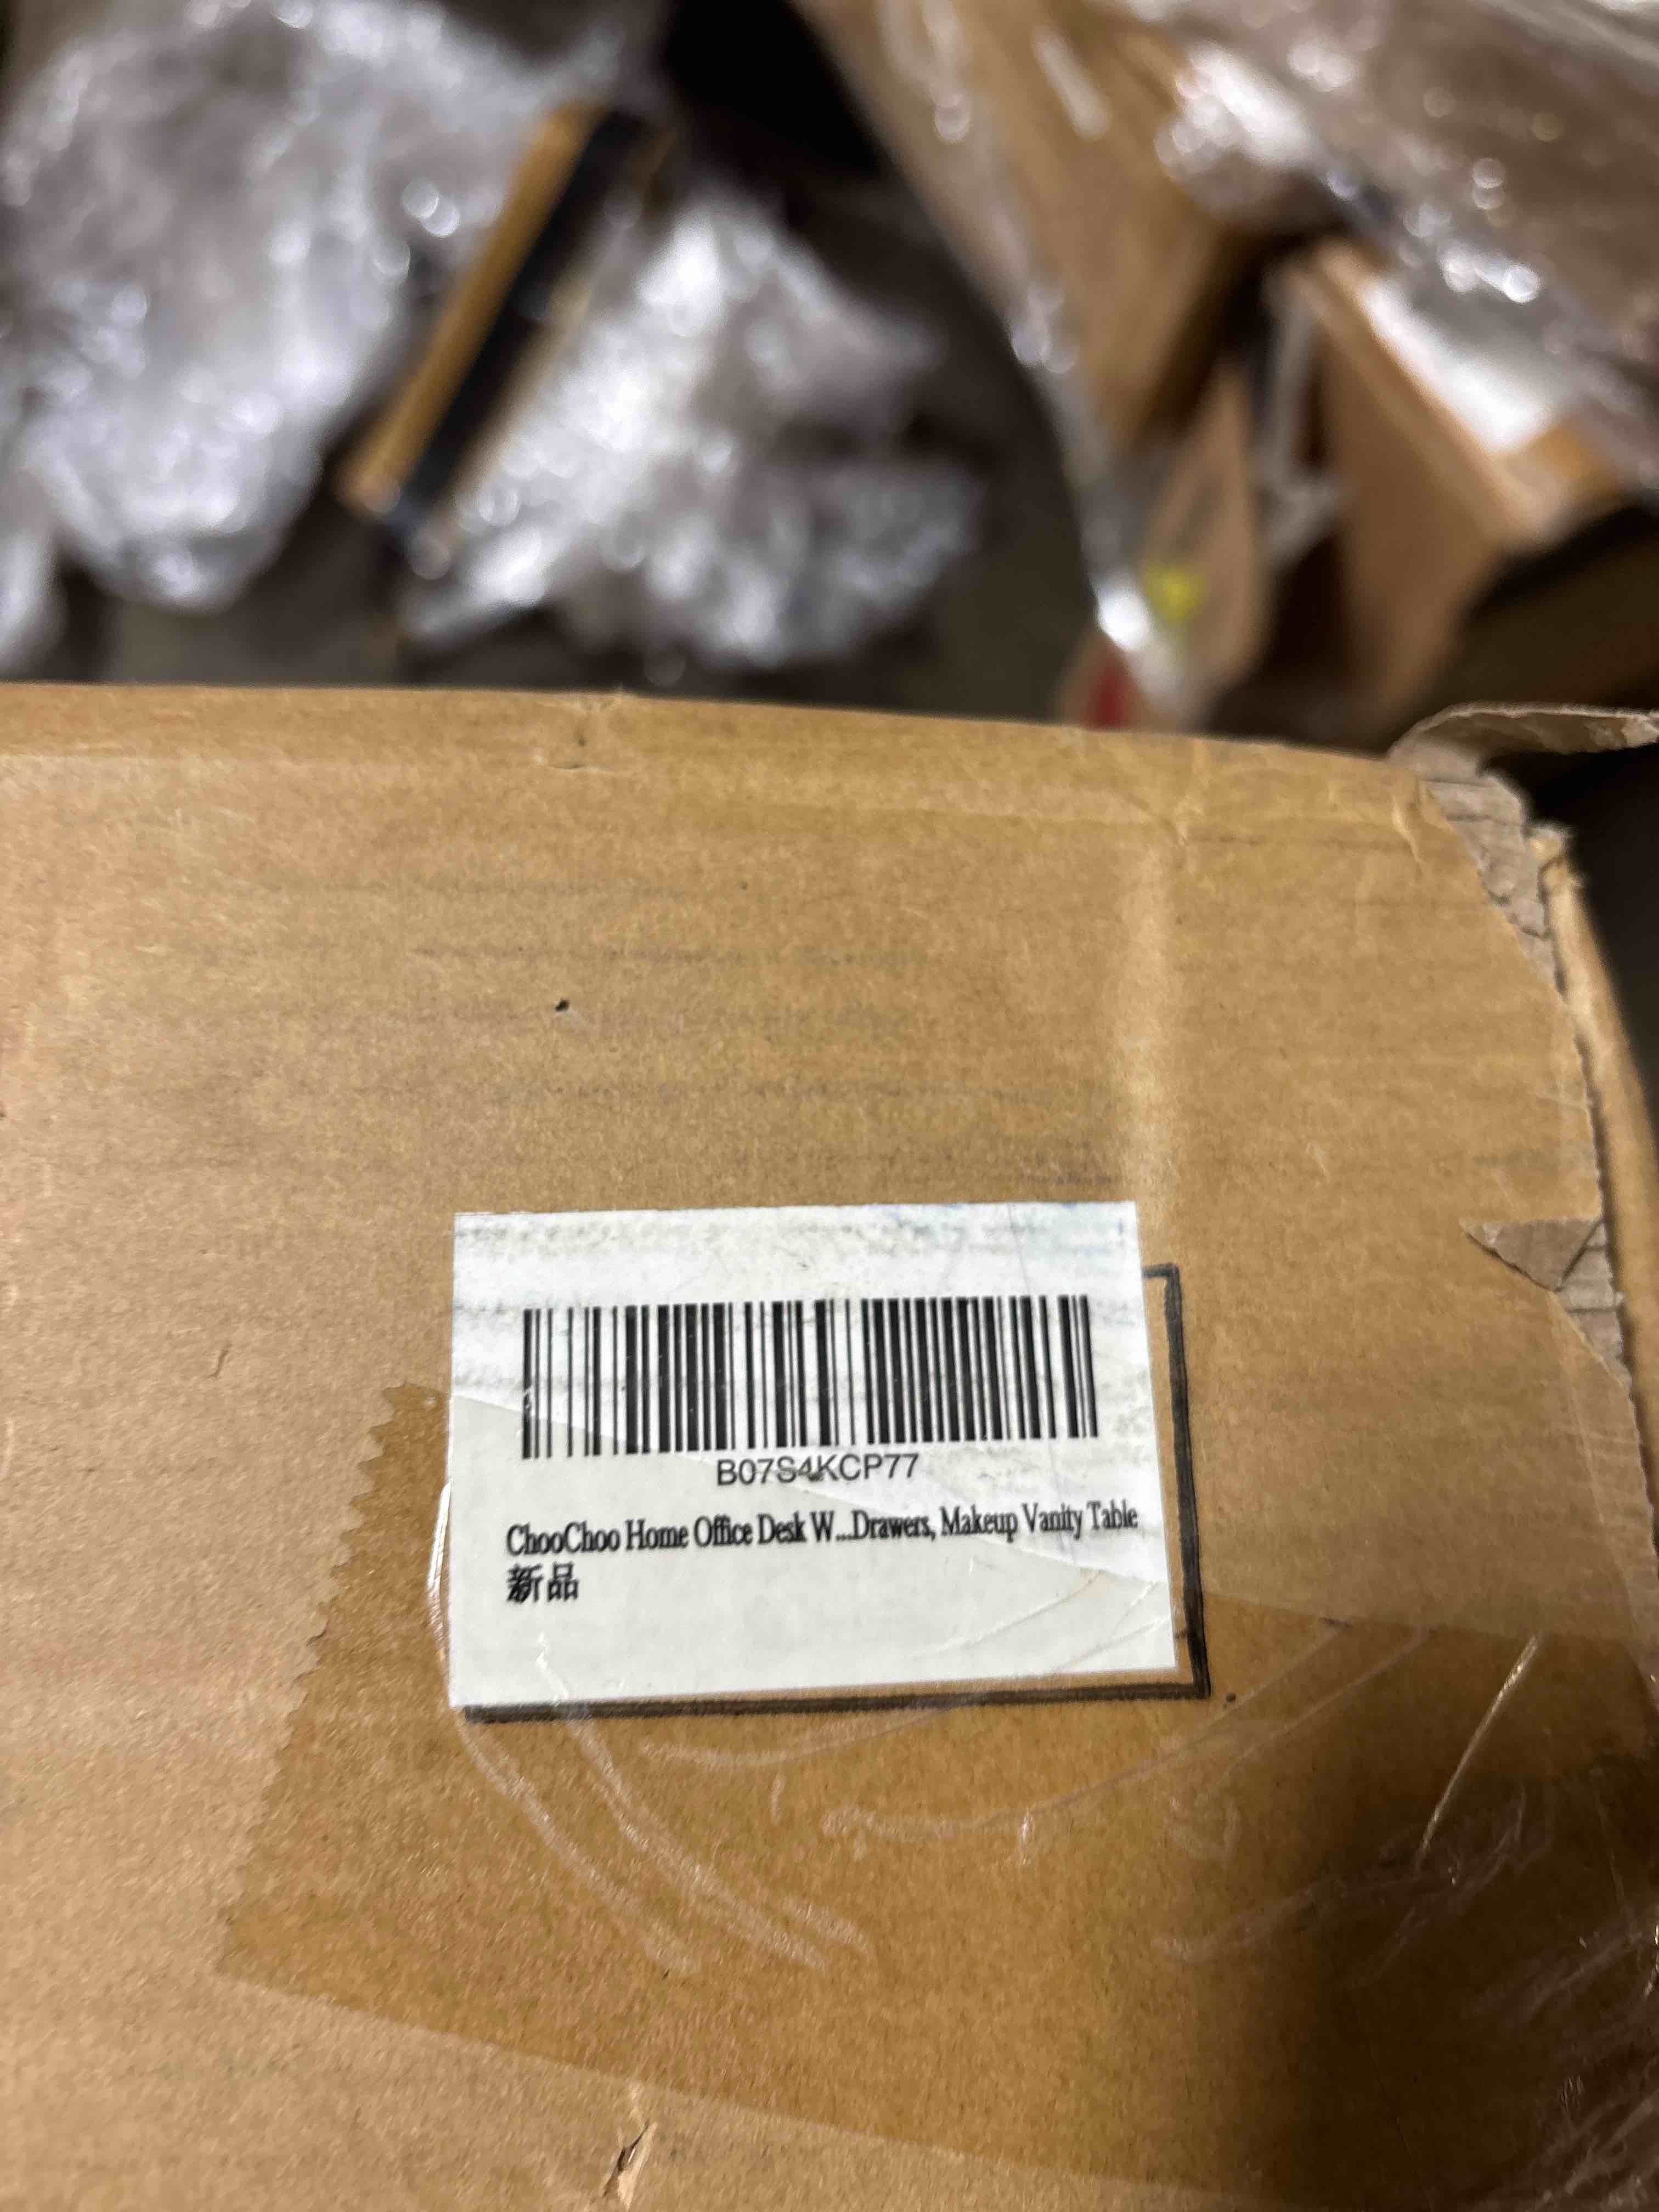 B07S4KCP77
ChooChoo Home Office Desk W...Drawers, Makeup Vanity Table
新品